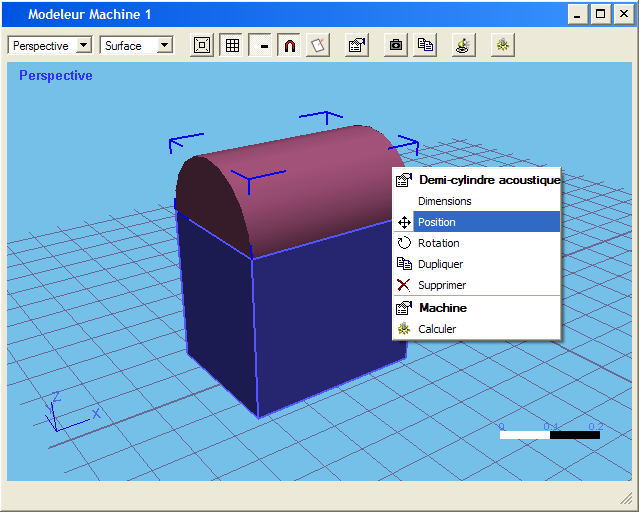 Modeleur Machine 1
Perspective Surface
Perspective
Demi-cylindre acoustique
Dimensions
Position
Rotation
Dupliquer
Supprimer
Machine
Calculer
Z
Y X
0 0.1 0.2